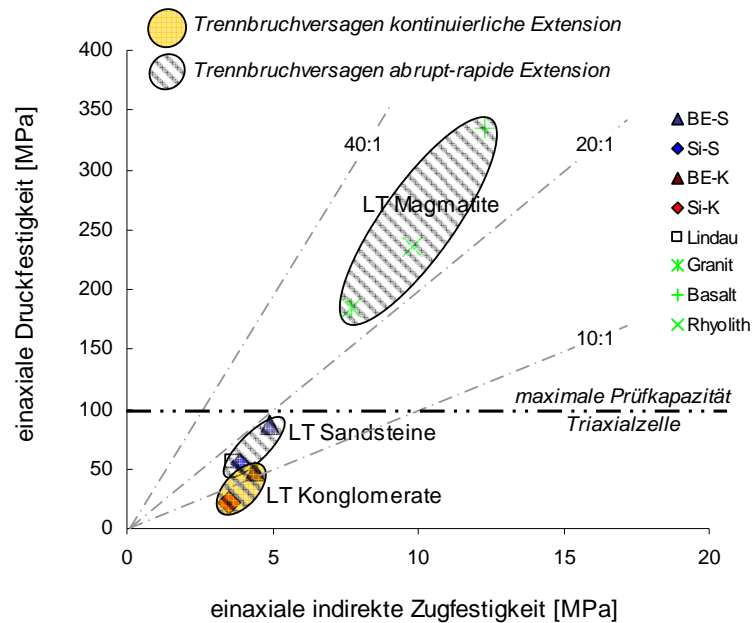 Trennbruchversagen kontinuierliche Extension
Trennbruchversagen abrupt-rapide Extension
einaxiale Druckfestigkeit [MPa]
400
350
300
250
200
150
100
50
0
40:1
20:1
10:1
LT Magmatite
maximale Prüfkapazität
Triaxialzelle
LT Sandsteine
LT Konglomerate
BE-S
Si-S
BE-K
Si-K
Lindau
Granit
Basalt
Rhyolith
0 5 10 15 20
einaxiale indirekte Zugfestigkeit [MPa]